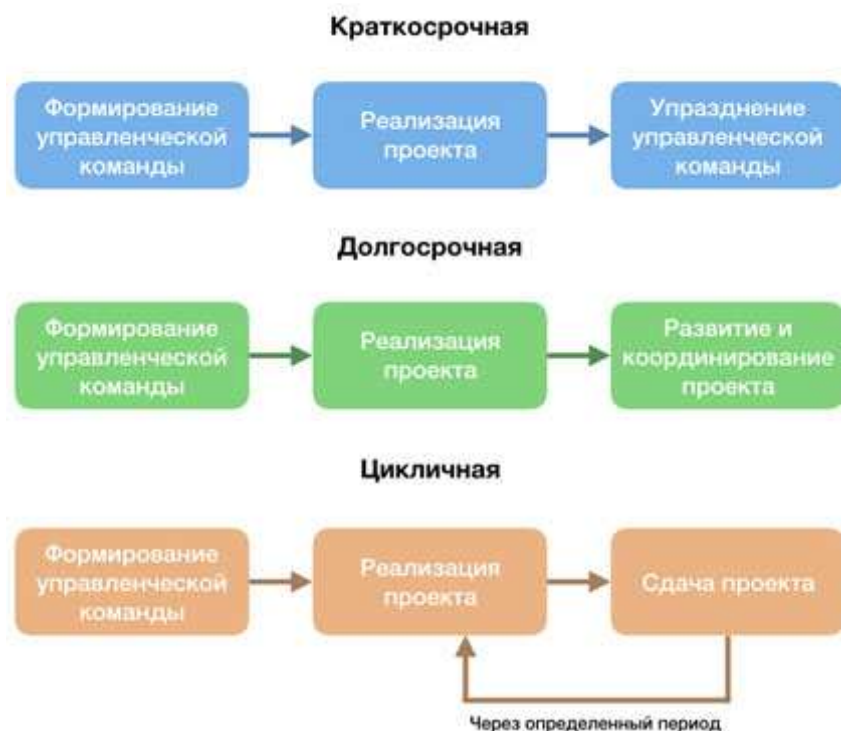 Краткосрочная
Формирование
управленческой
команды
Реализация
проекта
Упразднение
управленческой
команды
Долгосрочная
Формирование
управленческой
команды
Реализация
проекта
Развитие и
координирование
проекта
Цикличная
Формирование
управленческой
команды
Реализация
проекта
Сдача проекта
Через определенный период